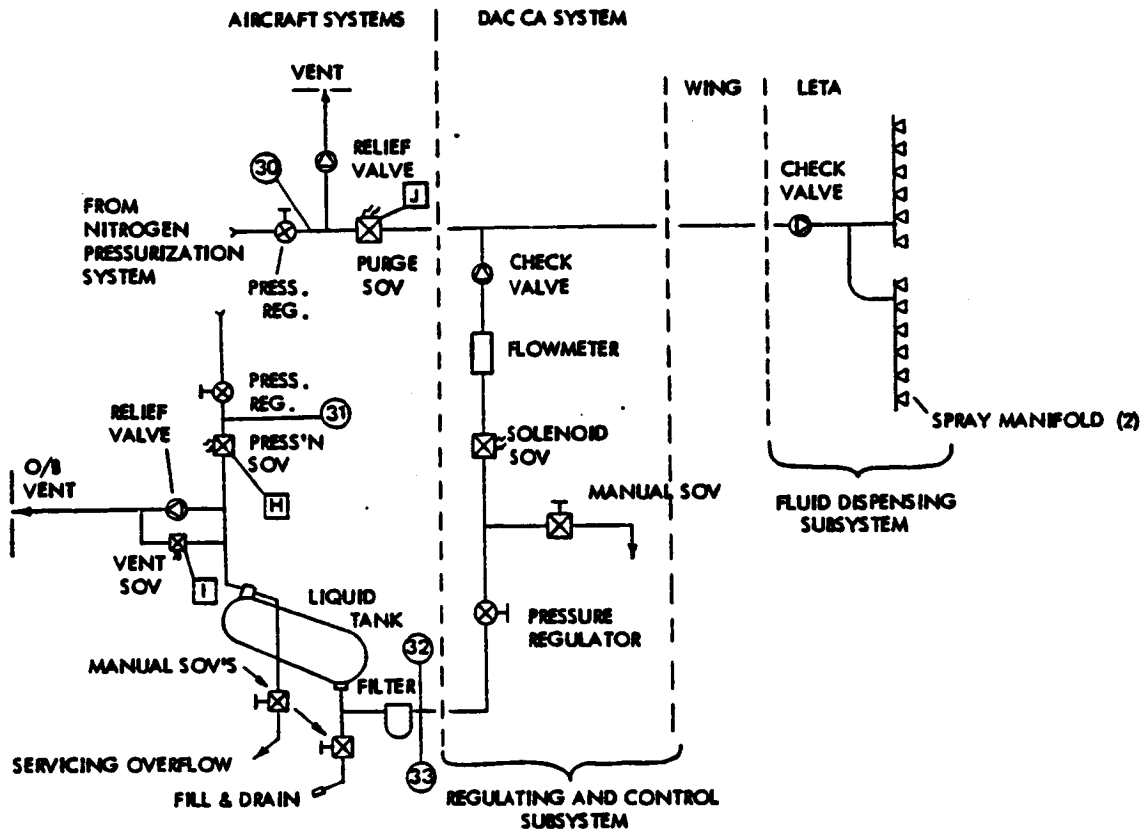 AIRCRAFT SYSTEMS
DAC CA SYSTEM
VENT
WING
LETA
RELIEF
VALVE
30
J
CHECK
VALVE
FROM
NITROGEN
PRESSURIZATION
SYSTEM
PURGE
SOV
CHECK
VALVE
PRESS.
REG.
FLOWMETER
PRESS.
REG.
31
RELIEF
VALVE
PRESS'N
SOV
SOLENOID
SOV
SPRAY MANIFOLD (2)
O/B
VENT
H
MANUAL SOV
FLUID DISPENSING
SUBSYSTEM
VENT
SOV
I
LIQUID
TANK
PRESSURE
REGULATOR
32
MANUAL SOV'S
FILTER
SERVICING OVERFLOW
33
FILL & DRAIN
REGULATING AND CONTROL
SUBSYSTEM